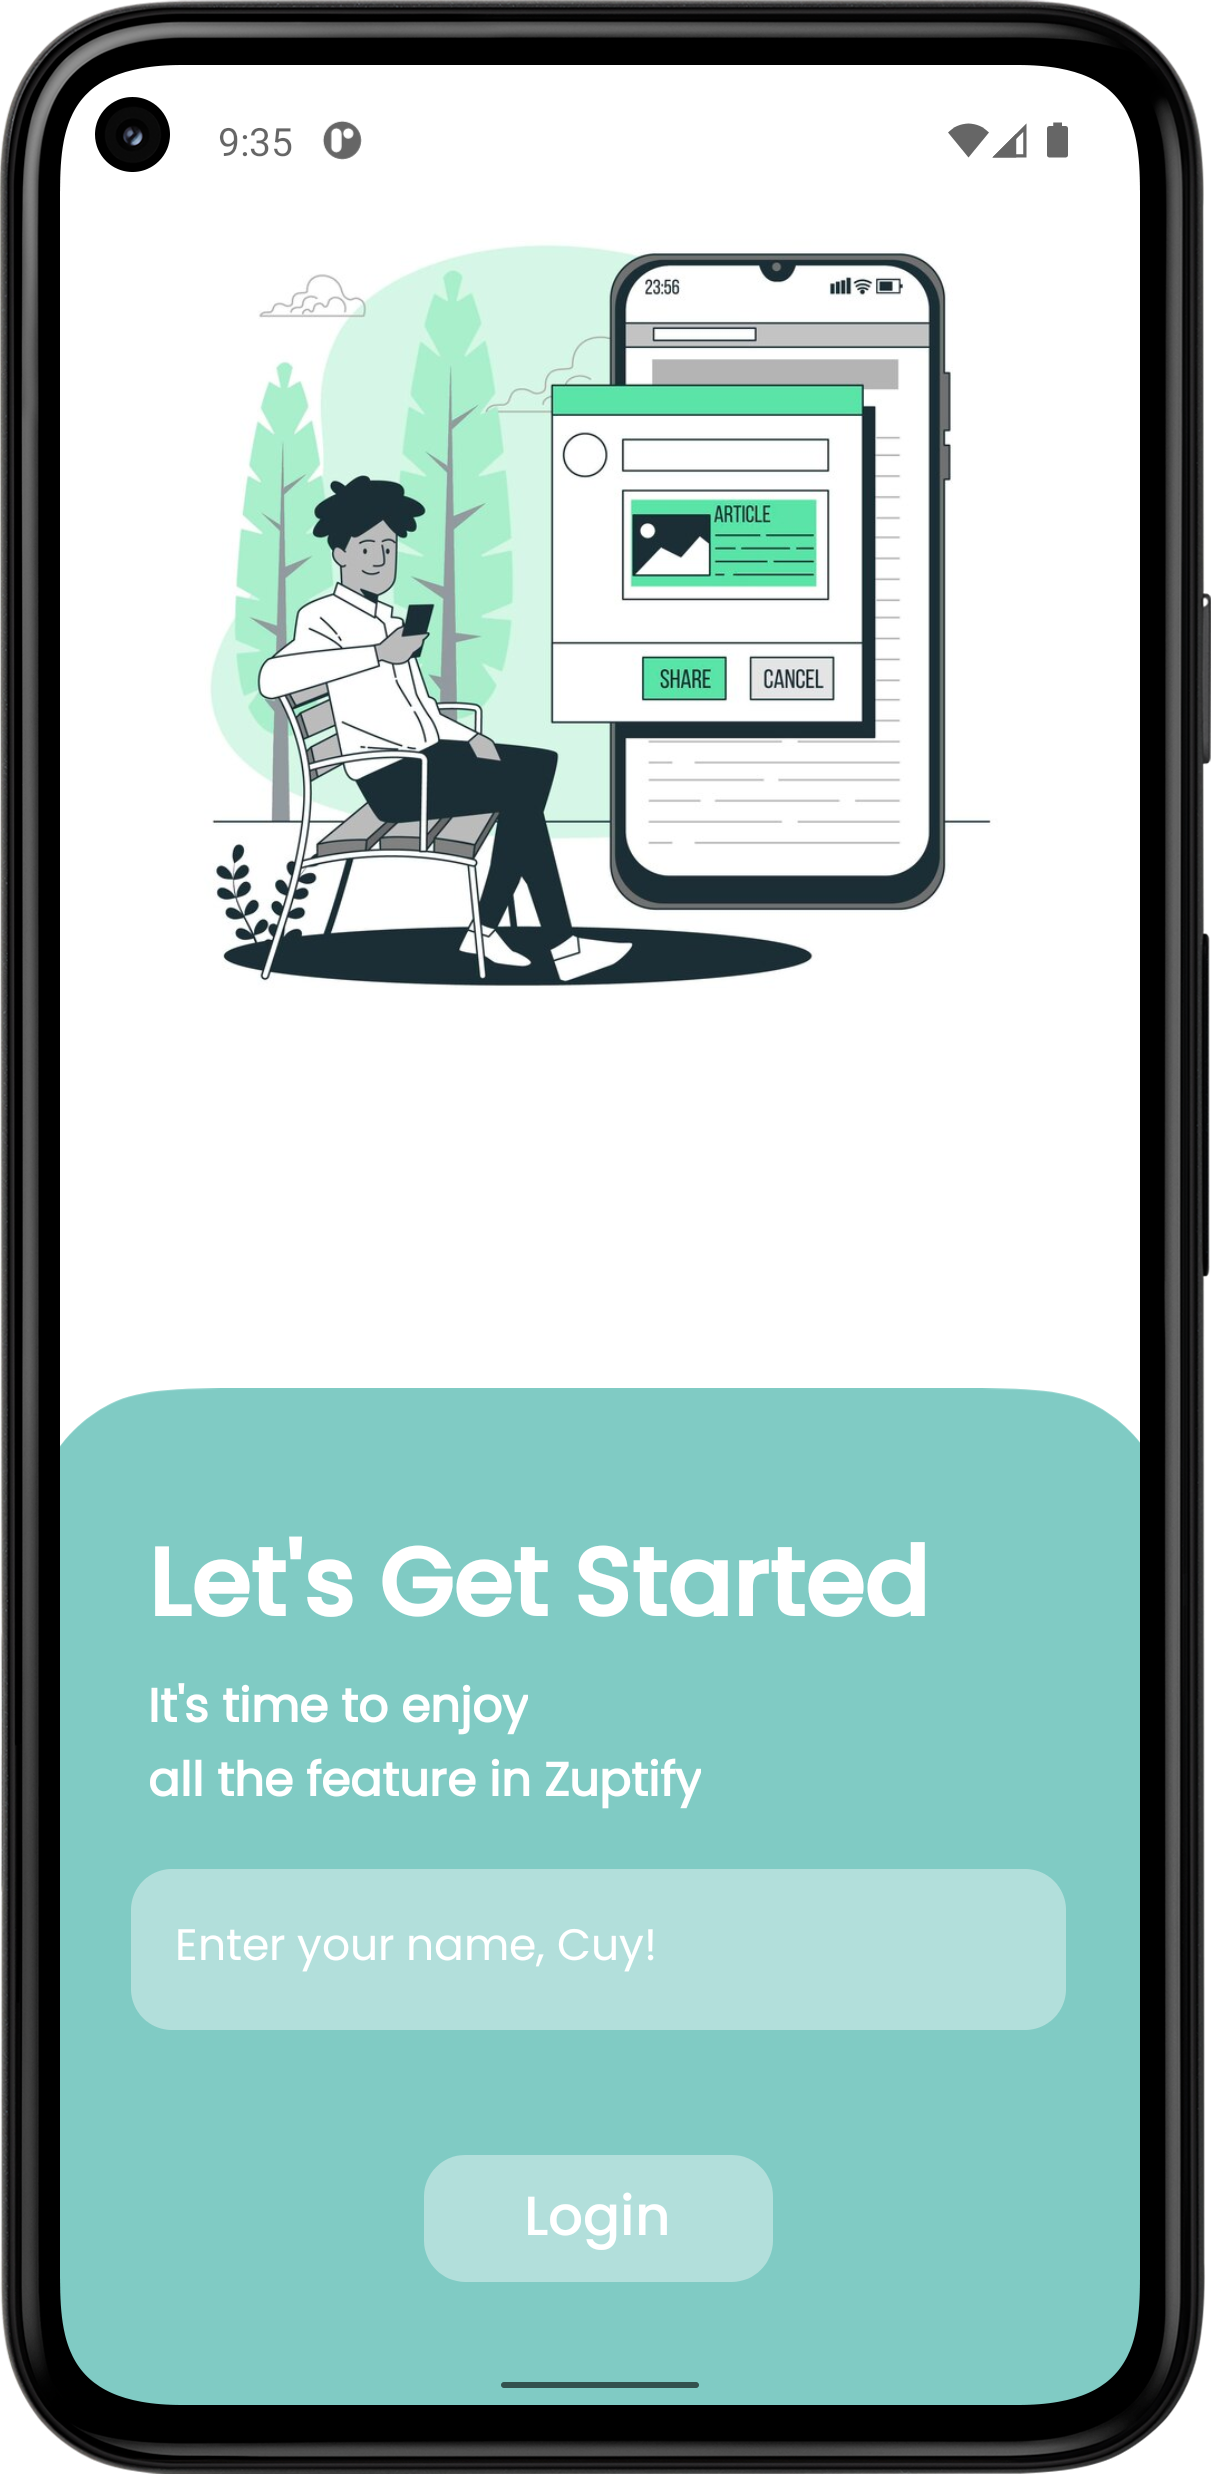 9:35
23:56
ARTICLE
SHARE CANCEL
Let's Get Started
It's time to enjoy
all the feature in Zuptify
Enter your name, Cuy!
Login